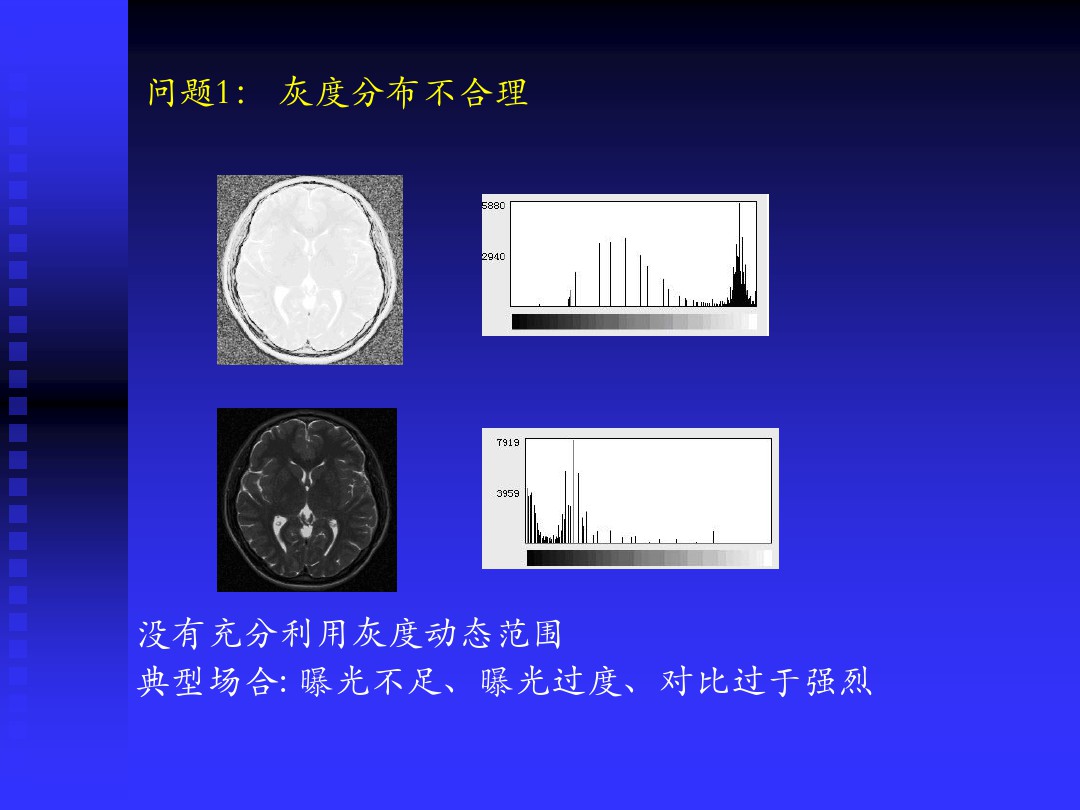 问题1： 灰度分布不合理
5880
2940
7919
3959
没有充分利用灰度动态范围
典型场合: 曝光不足、曝光过度、对比过于强烈